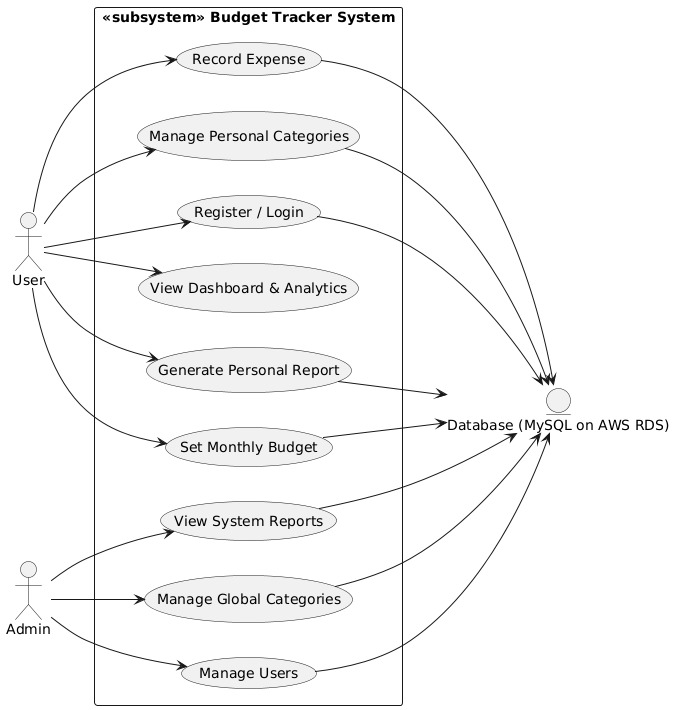 «subsystem» Budget Tracker System
Record Expense
Manage Personal Categories
Register / Login
User
View Dashboard & Analytics
Generate Personal Report
Database (MySQL on AWS RDS)
Set Monthly Budget
View System Reports
Manage Global Categories
Admin
Manage Users